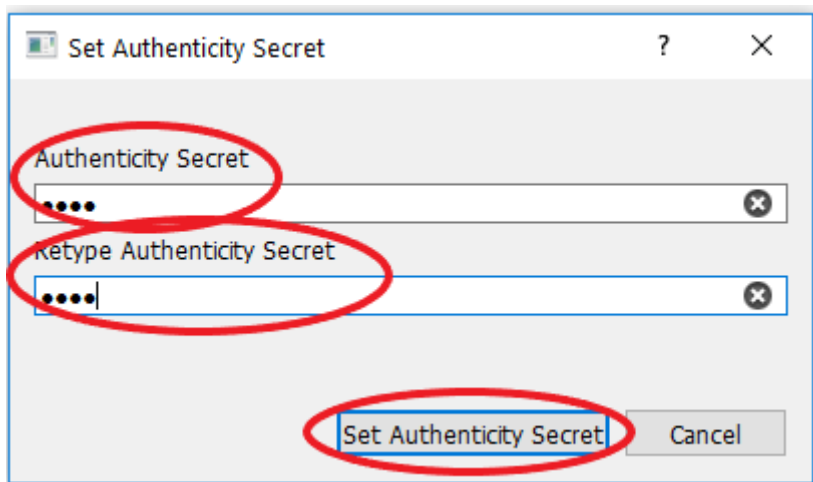 Set Authenticity Secret ?
Authenticity Secret
••••
Retype Authenticity Secret
••••
Set Authenticity Secret Cancel